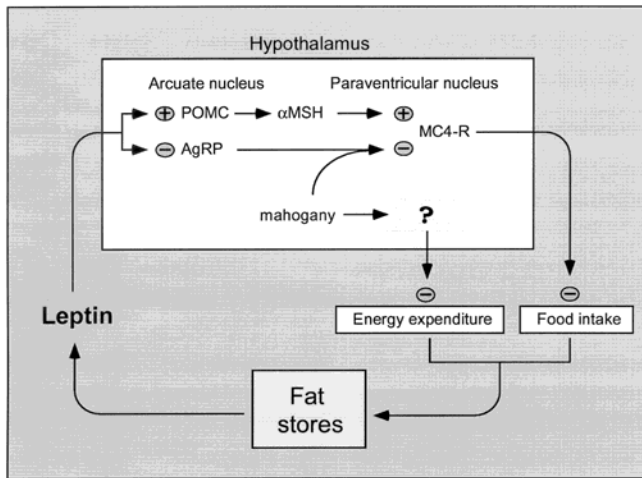 Hypothalamus
Arcuate nucleus Paraventricular nucleus
+ POMC αMSH +
MC4-R
− AgRP −
mahogany ?
− −
Leptin
Energy expenditure Food intake
Fat
stores